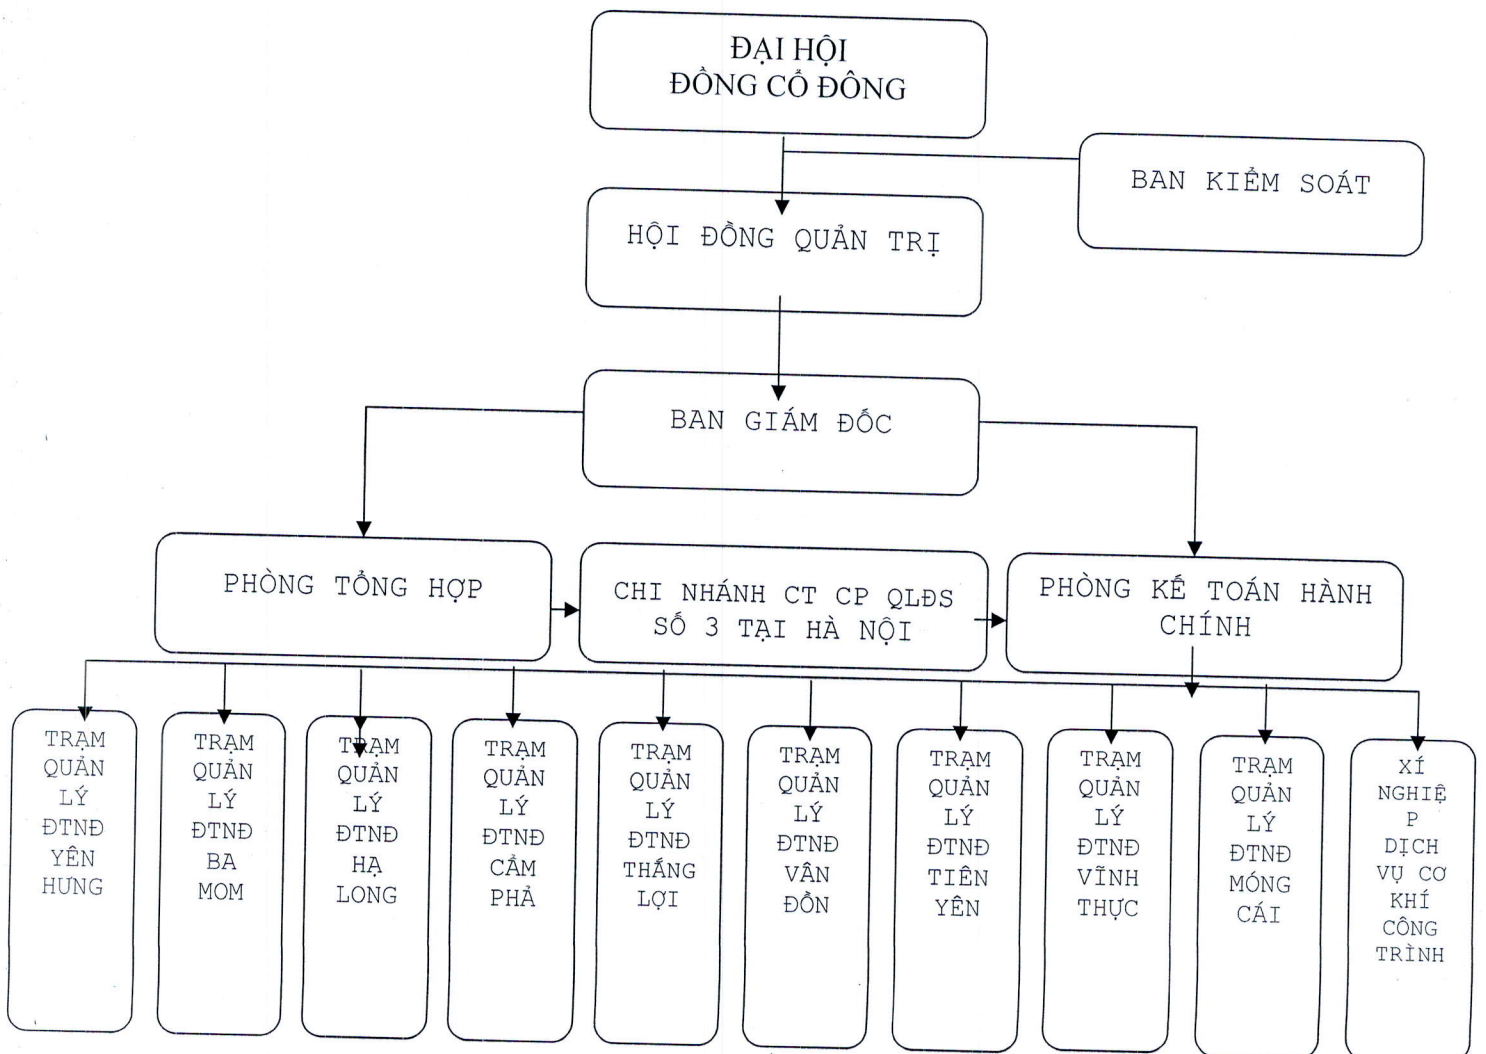 ĐẠI HỘI
ĐỒNG CỔ ĐÔNG
BAN KIỂM SOÁT
HỘI ĐỒNG QUẢN TRỊ
BAN GIÁM ĐỐC
PHÒNG TỔNG HỢP
CHI NHÁNH CT CP QLĐS
SỐ 3 TẠI HÀ NỘI
PHÒNG KẾ TOÁN HÀNH
CHÍNH
TRẠM
QUẢN
LÝ
ĐTNĐ
YÊN
HƯNG
TRẠM
QUẢN
LÝ
ĐTNĐ
BA
MOM
TRẠM
QUẢN
LÝ
ĐTNĐ
HẠ
LONG
TRẠM
QUẢN
LÝ
ĐTNĐ
CẨM
PHẢ
TRẠM
QUẢN
LÝ
ĐTNĐ
THẮNG
LỢI
TRẠM
QUẢN
LÝ
ĐTNĐ
VÂN
ĐỒN
TRẠM
QUẢN
LÝ
ĐTNĐ
TIÊN
YÊN
TRẠM
QUẢN
LÝ
ĐTNĐ
VĨNH
THỰC
TRẠM
QUẢN
LÝ
ĐTNĐ
MÓNG
CÁI
XÍ
NGHIỆ
P
DỊCH
VỤ CƠ
KHÍ
CÔNG
TRÌNH